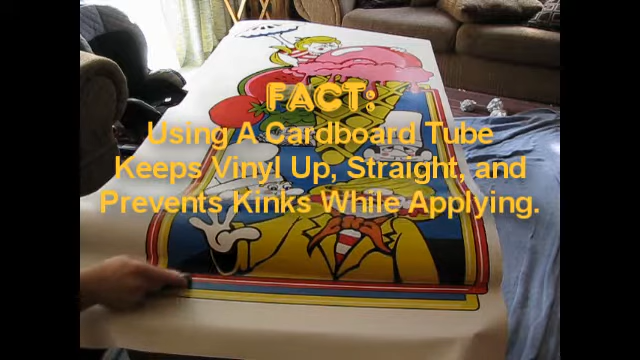 FACT:
Using A Cardboard Tube
Keeps Vinyl Up, Straight, and
Prevents Kinks While Applying.